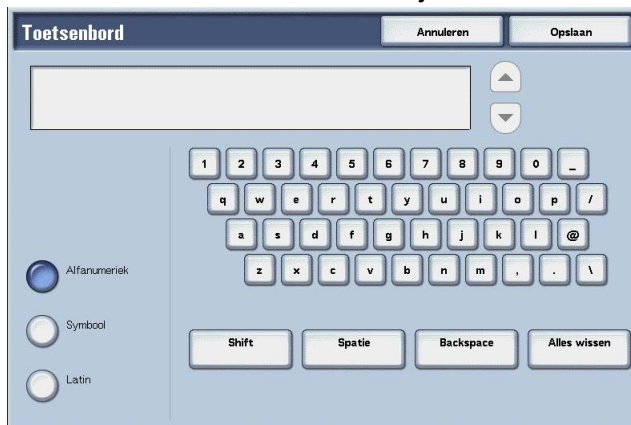 Toetsenbord Annuleren Opslaan
1 2 3 4 5 6 7 8 9 0 _
q w e r t y u i o p /
a s d f g h j k l @
z x c v b n m , . \
Alfanumeriek
Symbool
Latin
Shift Spatie Backspace Alles wissen